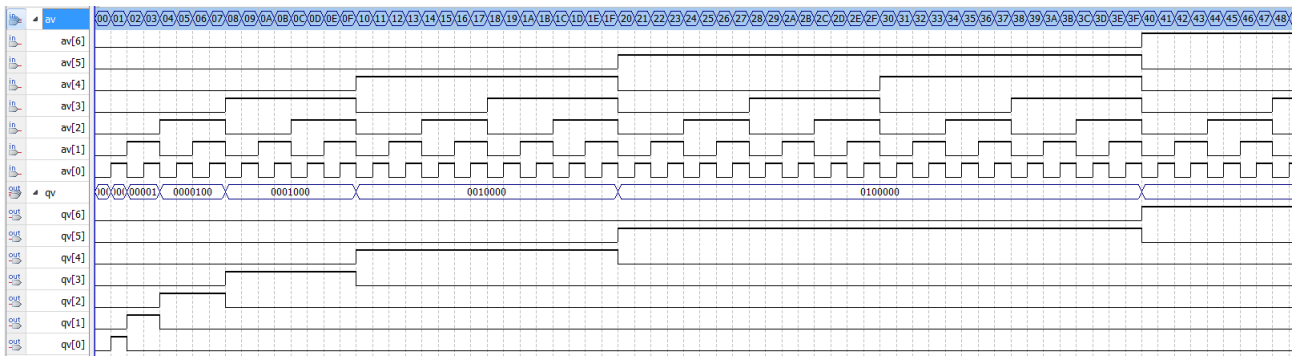 av 00 01 02 03 04 05 06 07 08 09 0A 0B 0C 0D 0E 0F 10 11 12 13 14 15 16 17 18 19 1A 1B 1C 1D 1E 1F 20 21 22 23 24 25 26 27 28 29 2A 2B 2C 2D 2E 2F 30 31 32 33 34 35 36 37 38 39 3A 3B 3C 3D 3E 3F 40 41 42 43 44 45 46 47 48
in av[6]
in av[5]
in av[4]
in av[3]
in av[2]
in av[1]
in av[0]
out qv 00001 0000100 0001000 0010000 0100000
out qv[6]
out qv[5]
out qv[4]
out qv[3]
out qv[2]
out qv[1]
out qv[0]